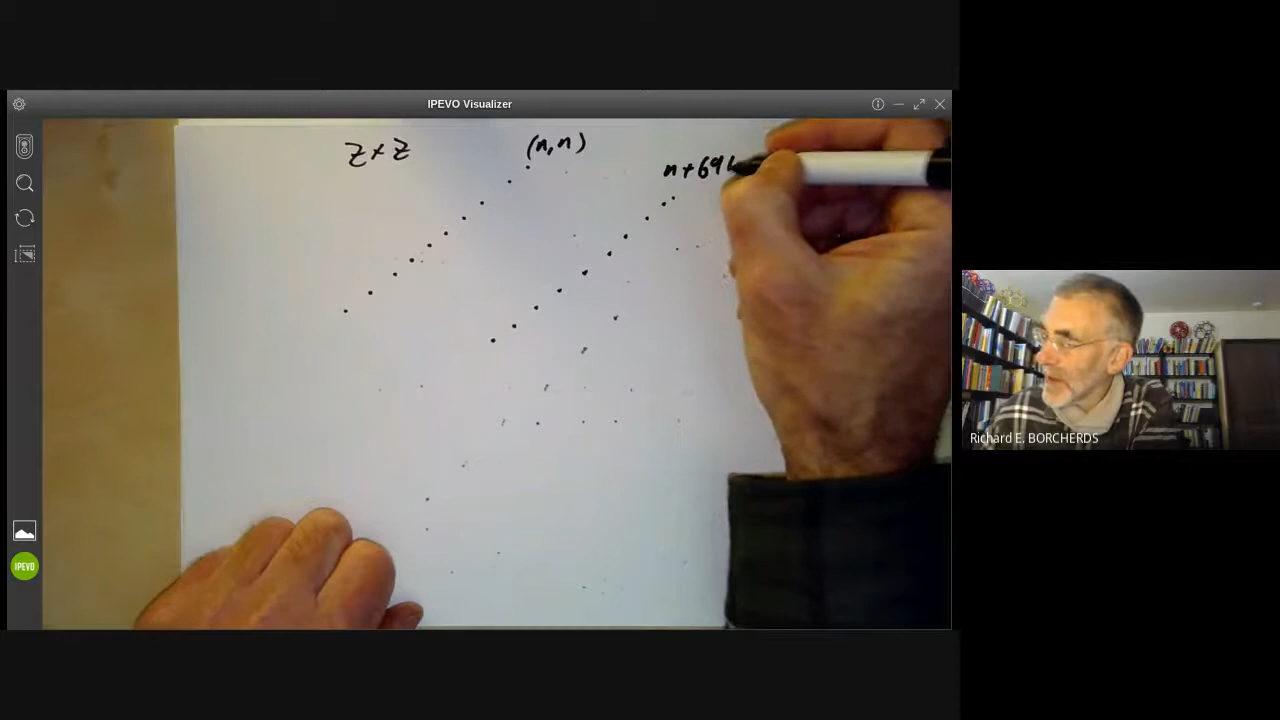 IPEVO Visualizer
Z × Z
(n, n)
n+69
Richard E. BORCHERDS
IPEVO